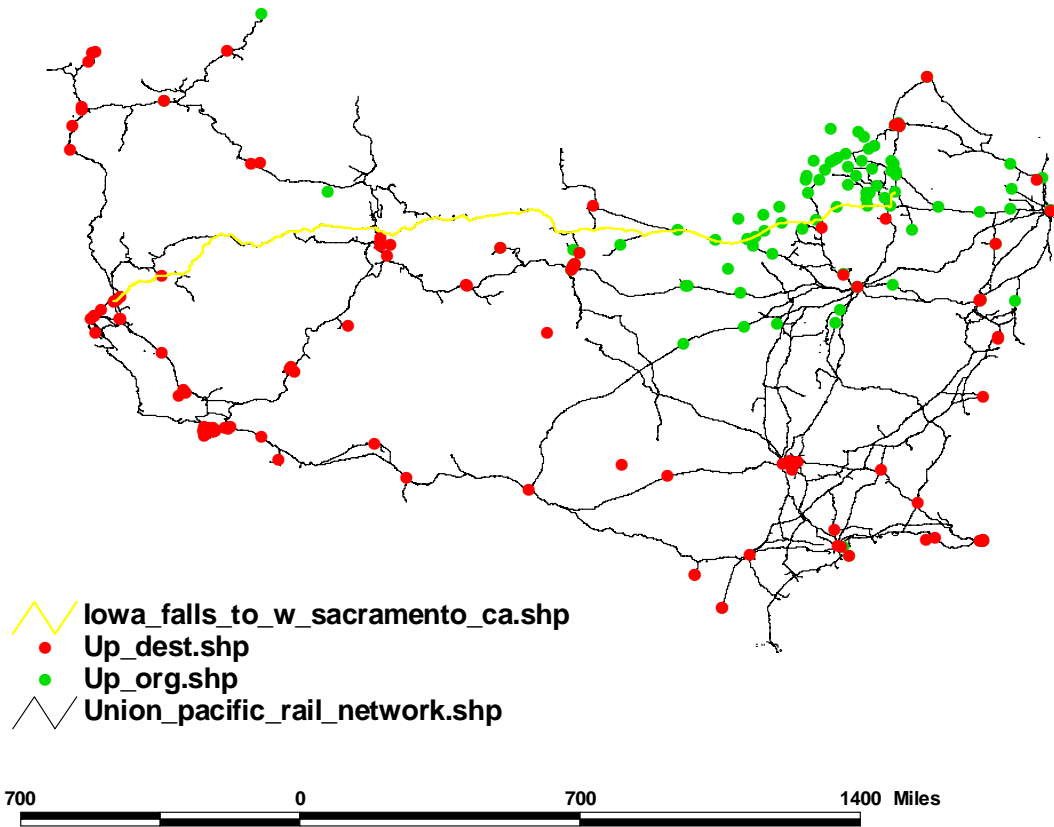 Iowa_falls_to_w_sacramento_ca.shp
Up_dest.shp
Up_org.shp
Union_pacific_rail_network.shp
700 0 700 1400 Miles